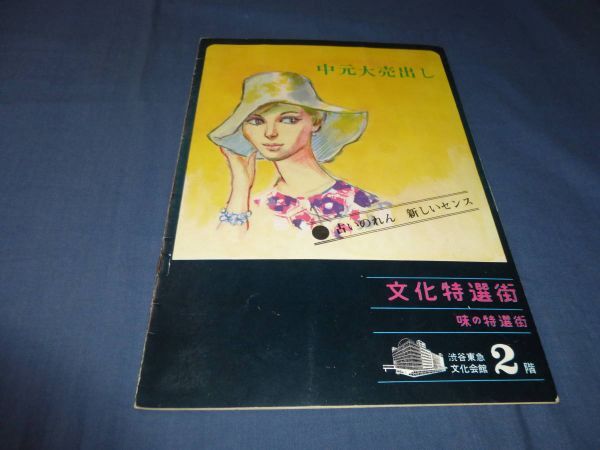 中元大売出し
古いのれん 新しいセンス
文化特選街
味の特選街
渋谷東急
文化会館
2階